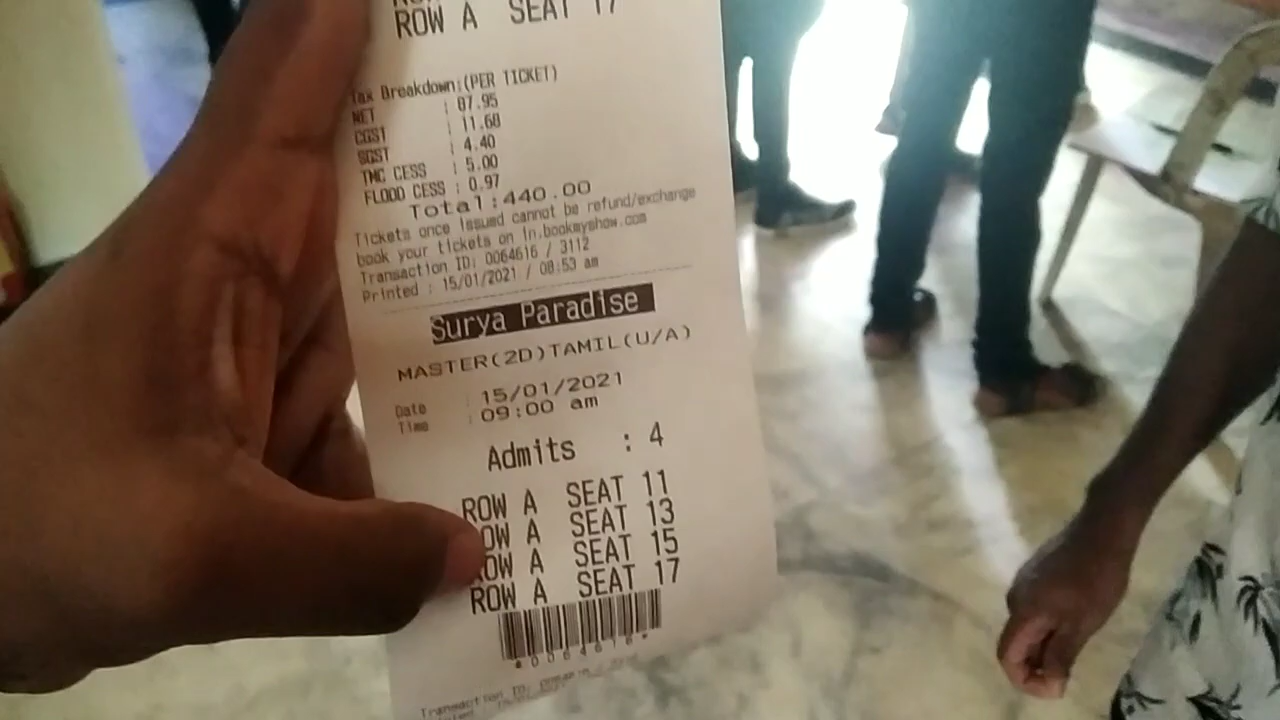 ROW A SEAT 17
Tax Breakdown:(PER TICKET)
NET : 87.95
CGST : 11.68
SGST : 4.40
TMC CESS : 5.00
FLOOD CESS : 0.97
Total:440.00
Tickets once issued cannot be refund/exchange
book your tickets on in.bookmyshow.com
Transaction ID: 0064616 / 3112
Printed : 15/01/2021 / 08:53 am
Surya Paradise
MASTER(2D)TAMIL(U/A)
Date : 15/01/2021
Time : 09:00 am
Admits : 4
ROW A SEAT 11
ROW A SEAT 13
ROW A SEAT 15
ROW A SEAT 17
*0064616*
Transaction ID: